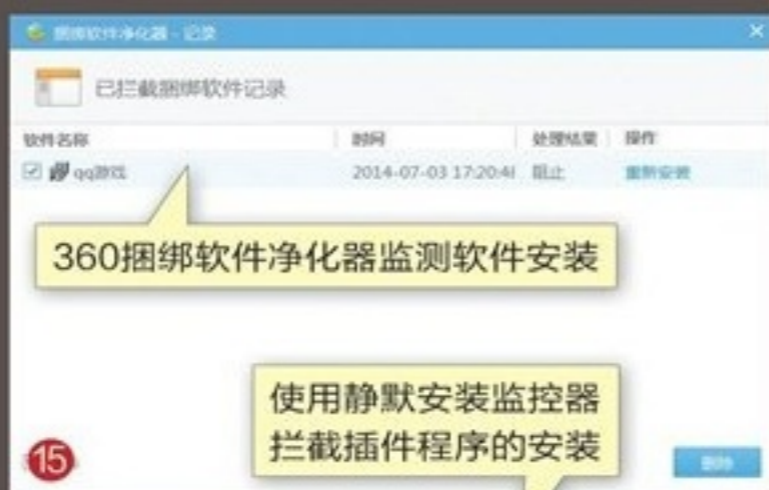 捆绑软件净化器 - 记录
已拦截捆绑软件记录
软件名称 时间 处理结果 操作
qq游戏 2014-07-03 17:20:4 阻止 重新安装
360捆绑软件净化器监测软件安装
使用静默安装监控器
拦截插件程序的安装
15
删除